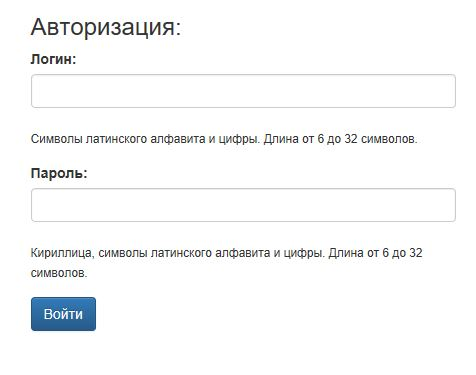 Авторизация:
Логин:
Символы латинского алфавита и цифры. Длина от 6 до 32 символов.
Пароль:
Кириллица, символы латинского алфавита и цифры. Длина от 6 до 32
символов.
Войти